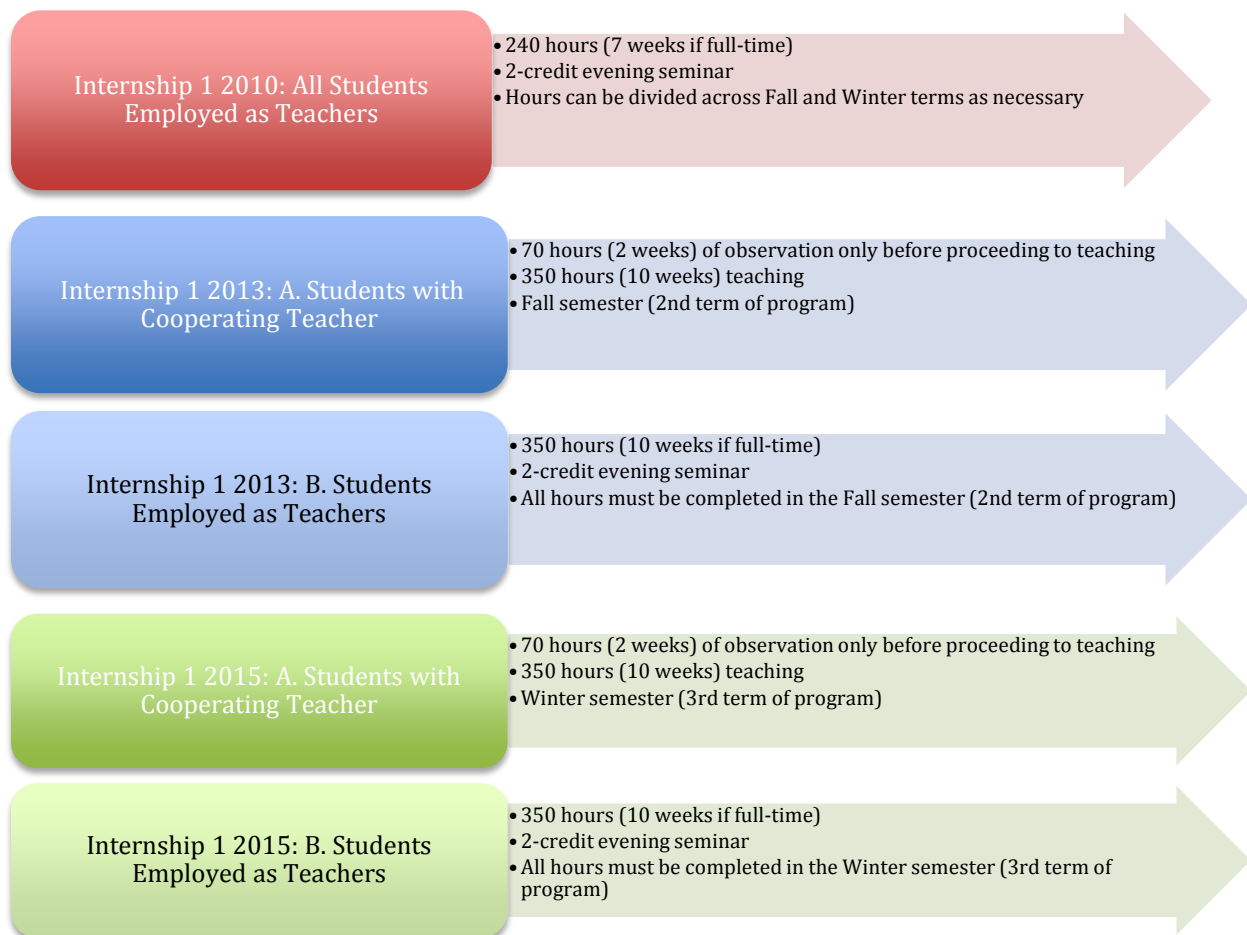 Internship 1 2010: All Students
Employed as Teachers
• 240 hours (7 weeks if full-time)
• 2-credit evening seminar
• Hours can be divided across Fall and Winter terms as necessary
Internship 1 2013: A. Students with
Cooperating Teacher
• 70 hours (2 weeks) of observation only before proceeding to teaching
• 350 hours (10 weeks) teaching
• Fall semester (2nd term of program)
Internship 1 2013: B. Students
Employed as Teachers
• 350 hours (10 weeks if full-time)
• 2-credit evening seminar
• All hours must be completed in the Fall semester (2nd term of program)
Internship 1 2015: A. Students with
Cooperating Teacher
• 70 hours (2 weeks) of observation only before proceeding to teaching
• 350 hours (10 weeks) teaching
• Winter semester (3rd term of program)
Internship 1 2015: B. Students
Employed as Teachers
• 350 hours (10 weeks if full-time)
• 2-credit evening seminar
• All hours must be completed in the Winter semester (3rd term of
program)